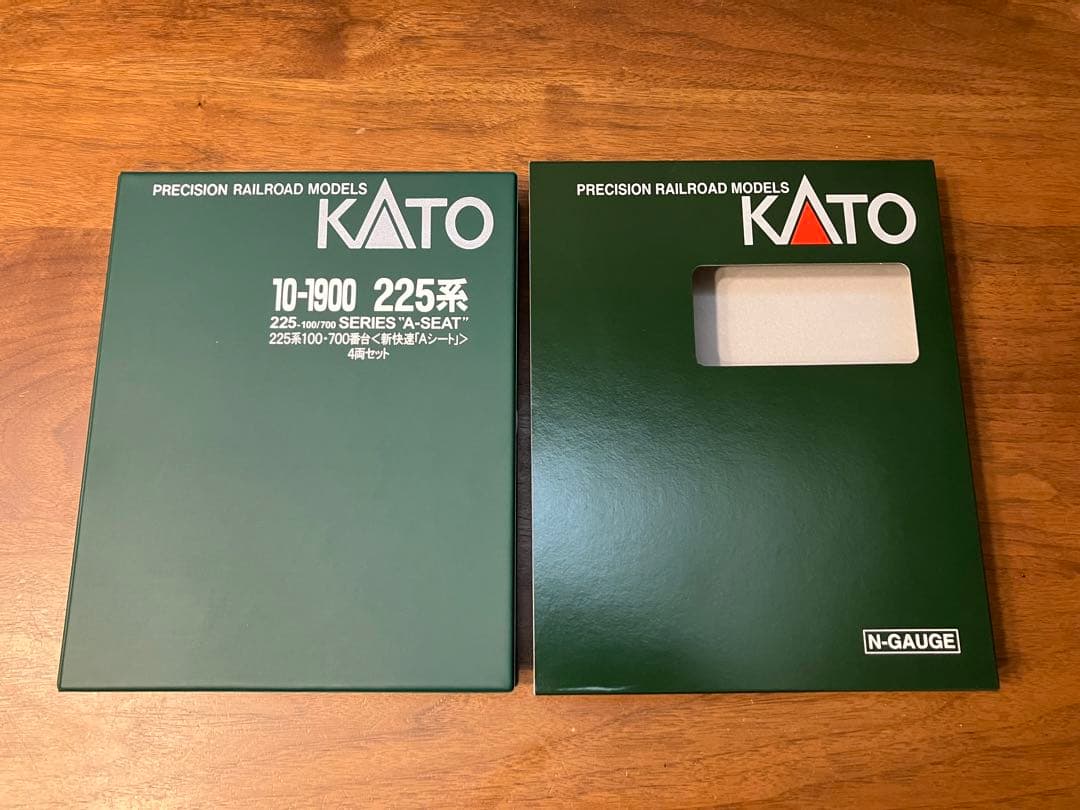 PRECISION RAILROAD MODELS
KATO
10-1900 225系
225-100/700 SERIES "A-SEAT"
225系100・700番台<新快速「Aシート」>
4両セット
PRECISION RAILROAD MODELS
KATO
N-GAUGE